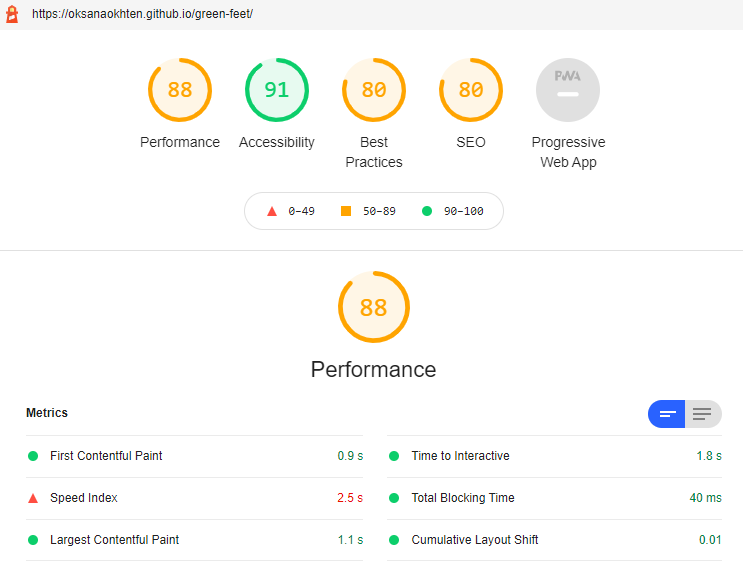 https://oksanaokhten.github.io/green-feet/
88 91 80 80 PWA
Performance Accessibility Best Practices SEO Progressive Web App
0–49 50–89 90–100
88
Performance
Metrics
First Contentful Paint 0.9 s Time to Interactive 1.8 s
Speed Index 2.5 s Total Blocking Time 40 ms
Largest Contentful Paint 1.1 s Cumulative Layout Shift 0.01